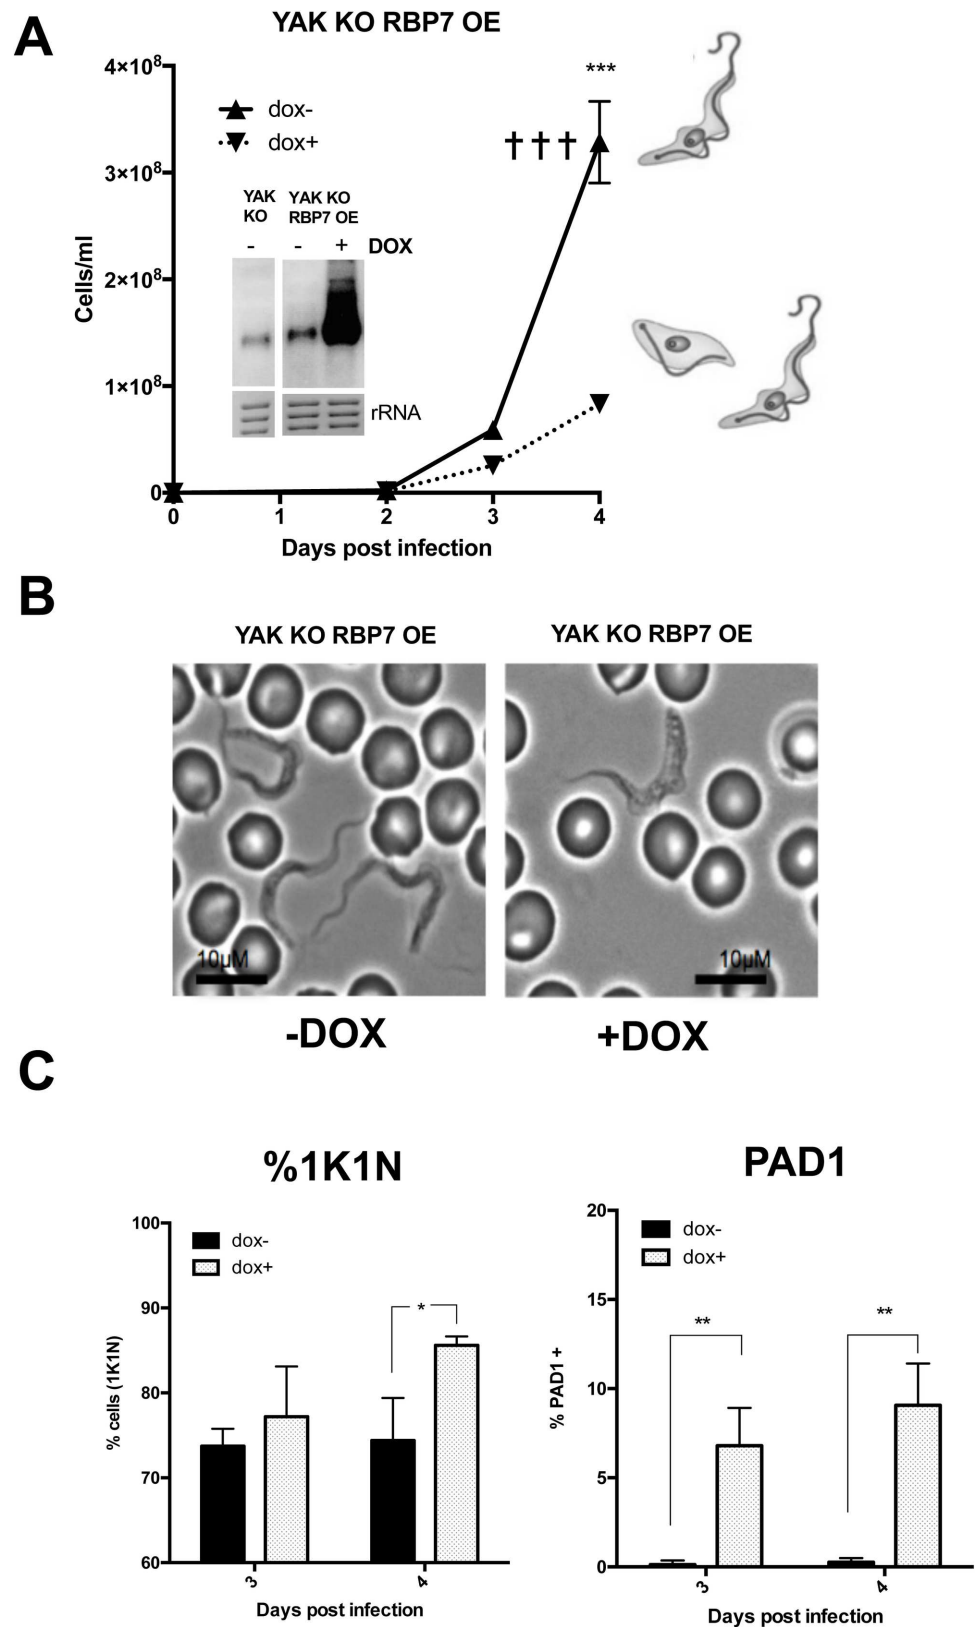 A
YAK KO RBP7 OE
4×10⁸
3×10⁸
2×10⁸
1×10⁸
0
Cells/ml
dox-
dox+
***
†††
YAK KO
YAK KO RBP7 OE
- - + DOX
rRNA
0 1 2 3 4
Days post infection
B
YAK KO RBP7 OE
YAK KO RBP7 OE
10µM
10µM
-DOX
+DOX
C
%1K1N
100
90
80
70
60
% cells (1K1N)
dox-
dox+
*
3 4
Days post infection
PAD1
20
15
10
5
0
% PAD1 +
dox-
dox+
**
**
3 4
Days post infection